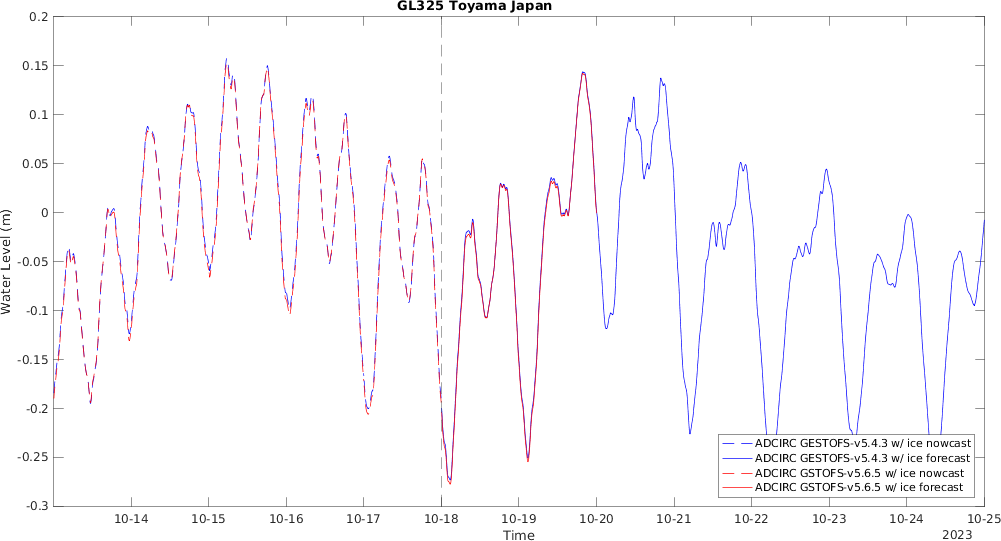 GL325 Toyama Japan
Water Level (m)
0.2
0.15
0.1
0.05
0
-0.05
-0.1
-0.15
-0.2
-0.25
-0.3
ADCIRC GESTOFS-v5.4.3 w/ ice nowcast
ADCIRC GESTOFS-v5.4.3 w/ ice forecast
ADCIRC GSTOFS-v5.6.5 w/ ice nowcast
ADCIRC GSTOFS-v5.6.5 w/ ice forecast
10-14 10-15 10-16 10-17 10-18 10-19 10-20 10-21 10-22 10-23 10-24 10-25
Time
2023